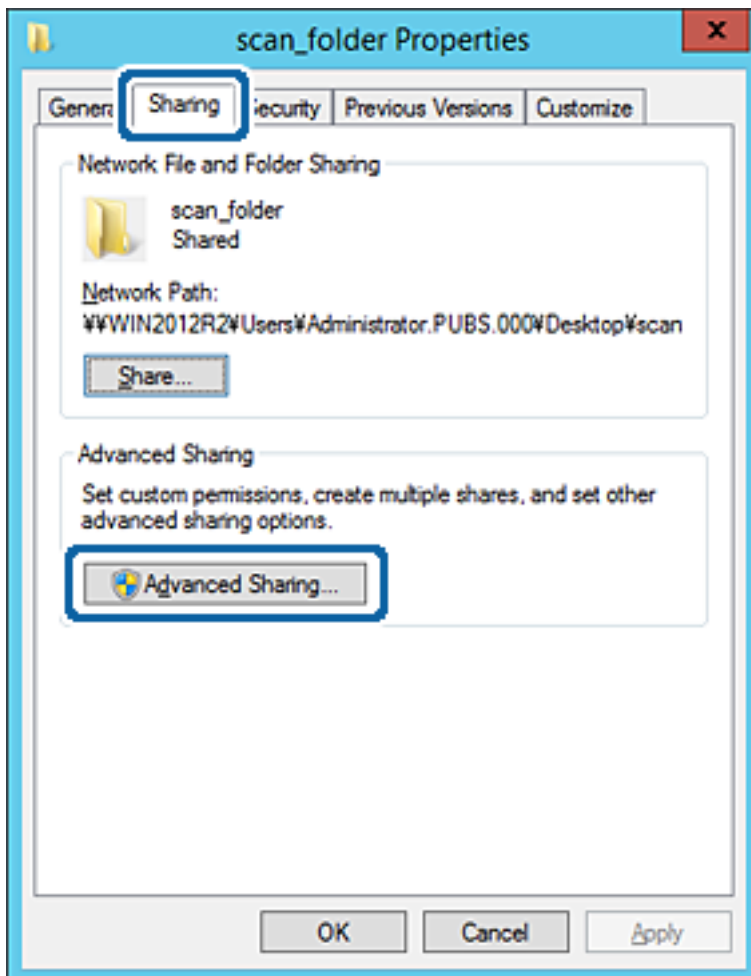 scan_folder Properties
x
Genera Sharing ecurity Previous Versions Customize
Network File and Folder Sharing
scan_folder
Shared
Network Path:
¥¥WIN2012R2¥Users¥Administrator.PUBS.000¥Desktop¥scan
Share...
Advanced Sharing
Set custom permissions, create multiple shares, and set other
advanced sharing options.
Advanced Sharing...
OK Cancel Apply